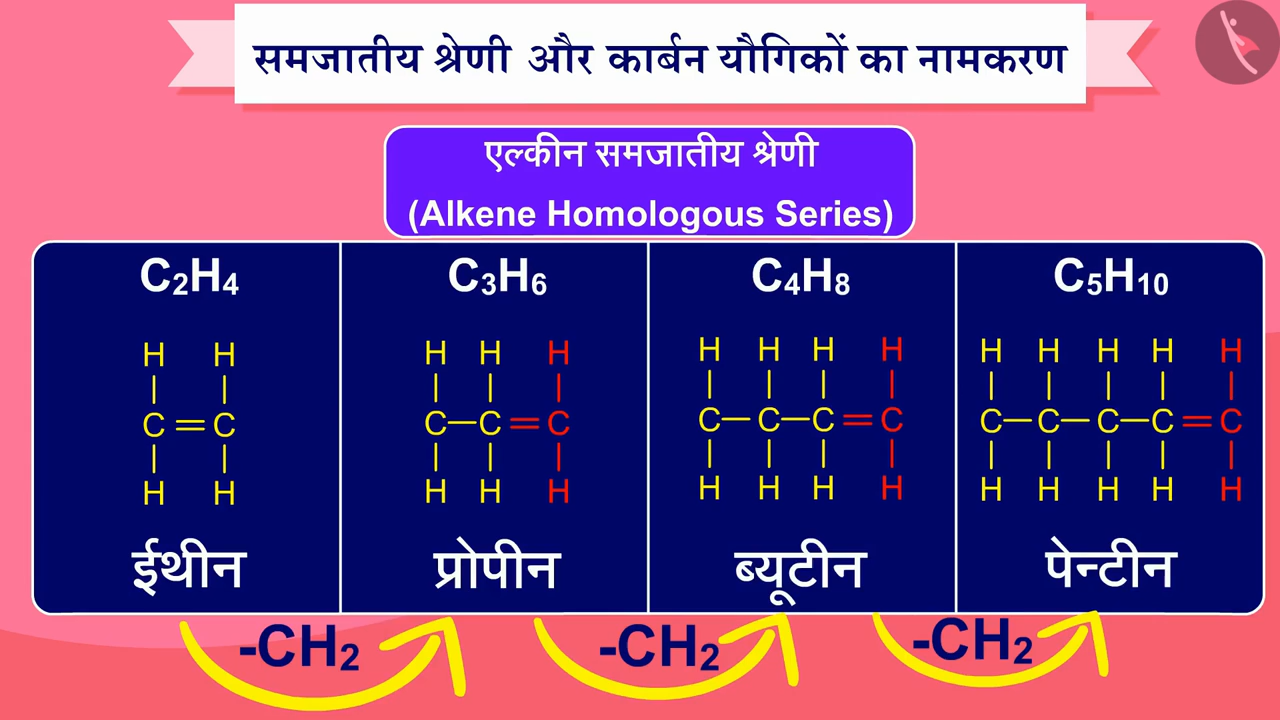 समजातीय श्रेणी और कार्बन यौगिकों का नामकरण
एल्कीन समजातीय श्रेणी
(Alkene Homologous Series)
C₂H₄ C₃H₆ C₄H₈ C₅H₁₀
H H H H H H H H H H H H H H
C=C C—C—C=C C—C—C—C=C
H H H H H H H H H H H H H H
ईथीन प्रोपीन ब्यूटीन पेन्टीन
-CH₂ -CH₂ -CH₂